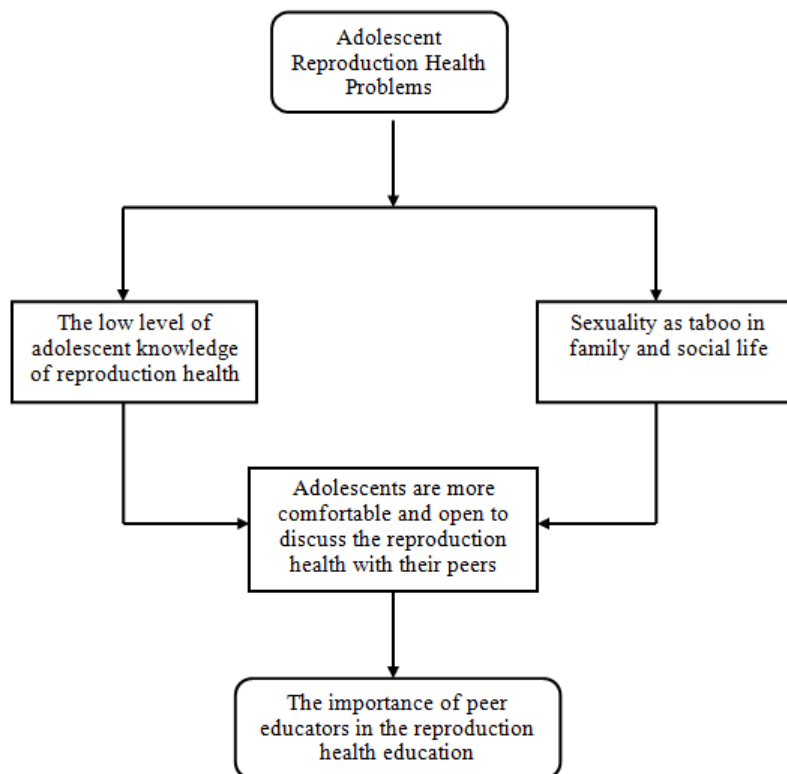 Adolescent
Reproduction Health
Problems
The low level of
adolescent knowledge
of reproduction health
Sexuality as taboo in
family and social life
Adolescents are more
comfortable and open to
discuss the reproduction
health with their peers
The importance of peer
educators in the reproduction
health education